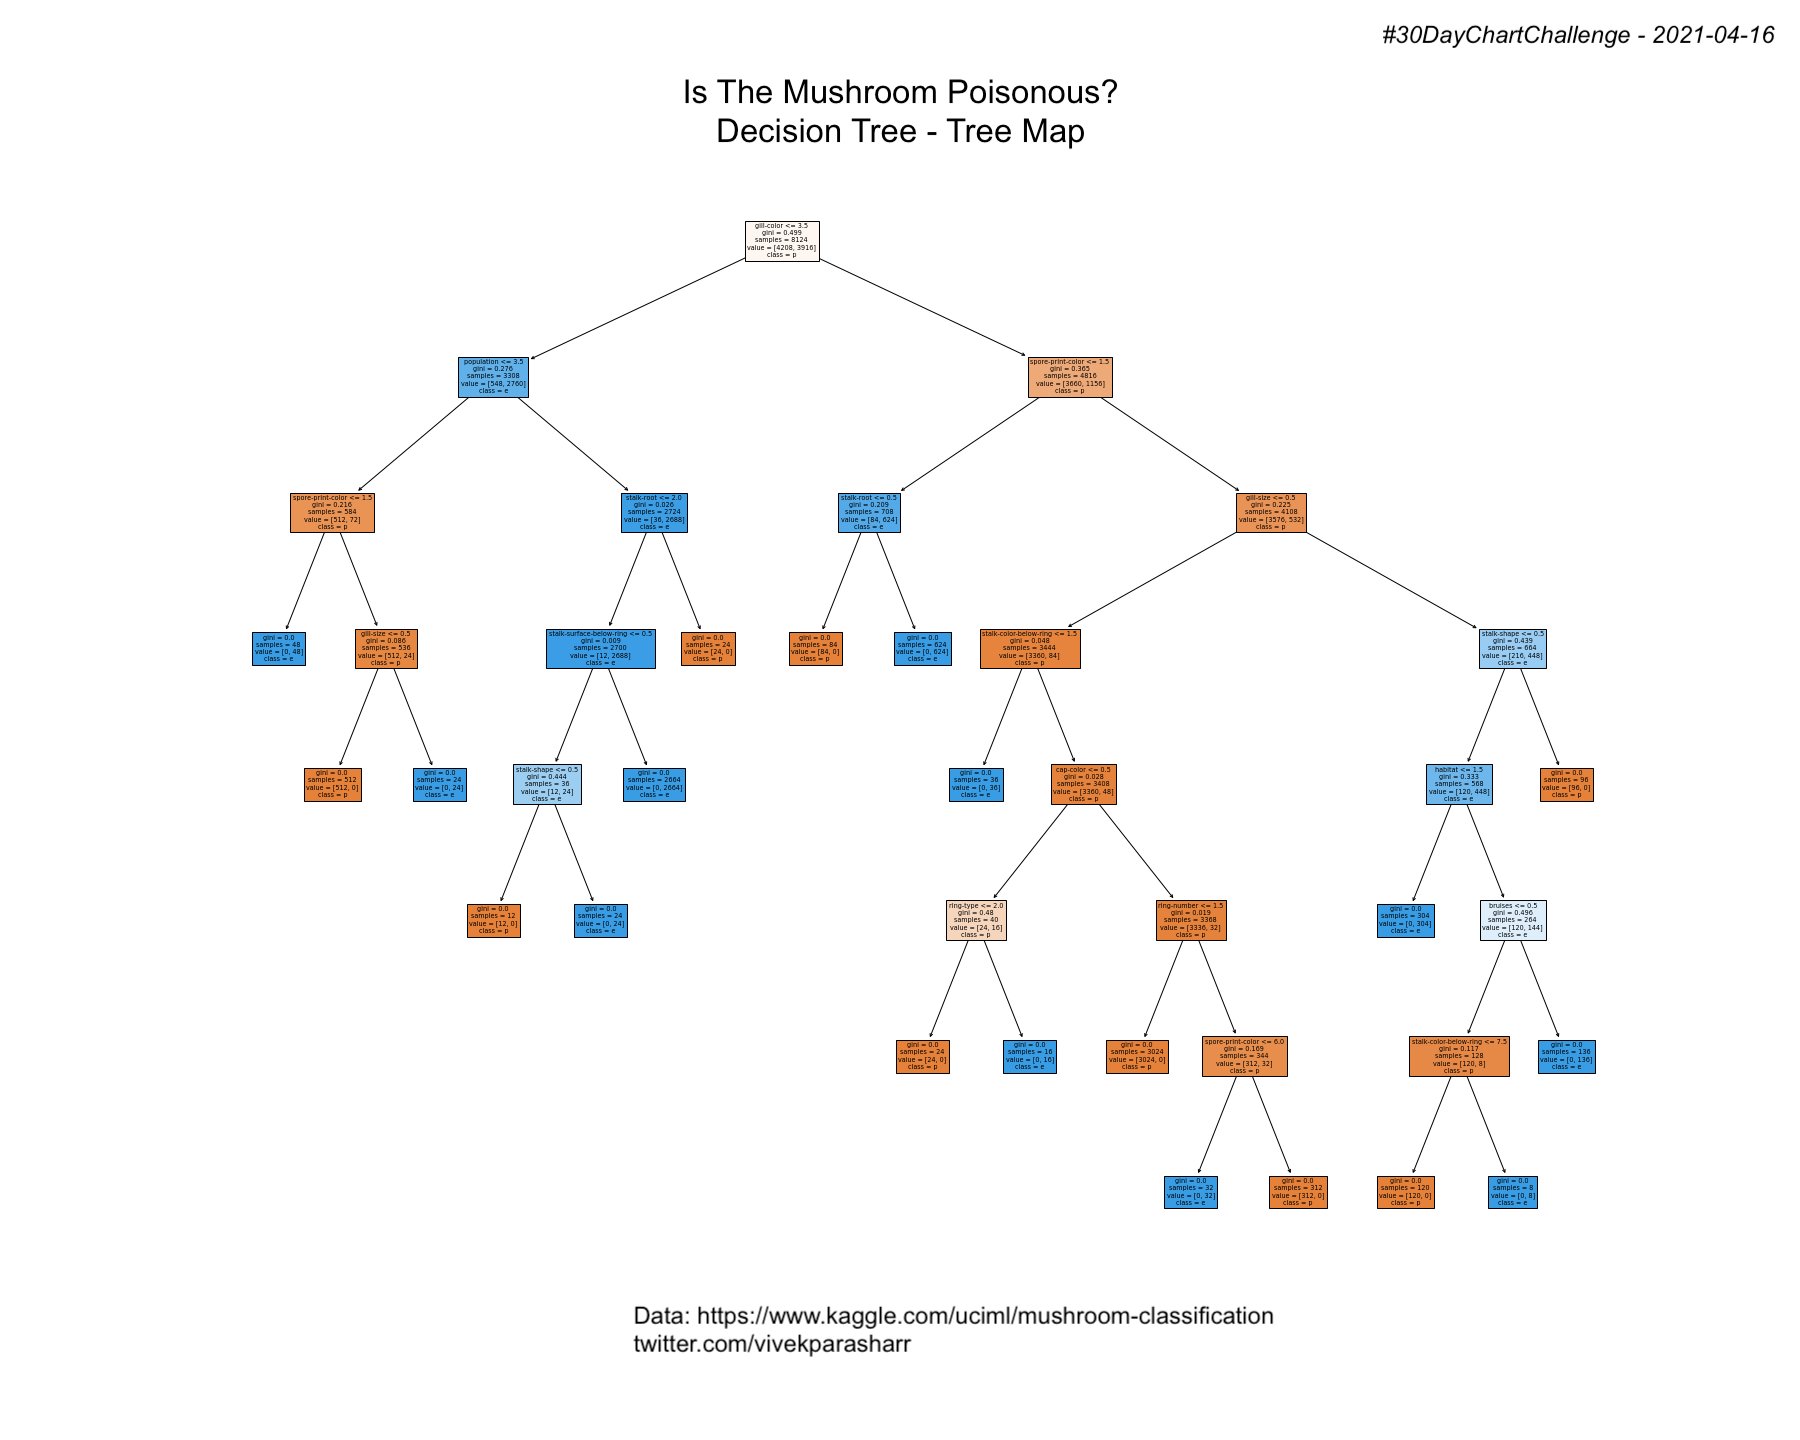 #30DayChartChallenge - 2021-04-16
Is The Mushroom Poisonous?
Decision Tree - Tree Map
gill-color <= 3.5
gini = 0.499
samples = 8124
value = [4208, 3916]
class = p
population <= 3.5
gini = 0.276
samples = 3308
value = [548, 2760]
class = e
spore-print-color <= 1.5
gini = 0.365
samples = 4816
value = [3660, 1156]
class = p
spore-print-color <= 1.5
gini = 0.216
samples = 584
value = [512, 72]
class = p
stalk-root <= 2.0
gini = 0.026
samples = 2724
value = [36, 2688]
class = e
stalk-root <= 0.5
gini = 0.209
samples = 708
value = [84, 624]
class = e
gill-size <= 0.5
gini = 0.225
samples = 4108
value = [3576, 532]
class = p
gini = 0.0
samples = 48
value = [0, 48]
class = e
gill-size <= 0.5
gini = 0.086
samples = 536
value = [512, 24]
class = p
stalk-surface-below-ring <= 0.5
gini = 0.009
samples = 2700
value = [12, 2688]
class = e
gini = 0.0
samples = 24
value = [24, 0]
class = p
gini = 0.0
samples = 84
value = [84, 0]
class = p
gini = 0.0
samples = 624
value = [0, 624]
class = e
stalk-color-below-ring <= 1.5
gini = 0.048
samples = 3444
value = [3360, 84]
class = p
stalk-shape <= 0.5
gini = 0.439
samples = 664
value = [216, 448]
class = e
gini = 0.0
samples = 512
value = [512, 0]
class = p
gini = 0.0
samples = 24
value = [0, 24]
class = e
stalk-shape <= 0.5
gini = 0.444
samples = 36
value = [12, 24]
class = e
gini = 0.0
samples = 2664
value = [0, 2664]
class = e
gini = 0.0
samples = 36
value = [0, 36]
class = e
cap-color <= 0.5
gini = 0.028
samples = 3408
value = [3360, 48]
class = p
habitat <= 1.5
gini = 0.333
samples = 568
value = [120, 448]
class = e
gini = 0.0
samples = 96
value = [96, 0]
class = p
gini = 0.0
samples = 12
value = [12, 0]
class = p
gini = 0.0
samples = 24
value = [0, 24]
class = e
ring-type <= 2.0
gini = 0.48
samples = 40
value = [24, 16]
class = p
ring-number <= 1.5
gini = 0.019
samples = 3368
value = [3336, 32]
class = p
gini = 0.0
samples = 304
value = [0, 304]
class = e
bruises <= 0.5
gini = 0.496
samples = 264
value = [120, 144]
class = e
gini = 0.0
samples = 24
value = [24, 0]
class = p
gini = 0.0
samples = 16
value = [0, 16]
class = e
gini = 0.0
samples = 3024
value = [3024, 0]
class = p
spore-print-color <= 6.0
gini = 0.169
samples = 344
value = [312, 32]
class = p
stalk-color-below-ring <= 7.5
gini = 0.117
samples = 128
value = [120, 8]
class = p
gini = 0.0
samples = 136
value = [0, 136]
class = e
gini = 0.0
samples = 32
value = [0, 32]
class = e
gini = 0.0
samples = 312
value = [312, 0]
class = p
gini = 0.0
samples = 120
value = [120, 0]
class = p
gini = 0.0
samples = 8
value = [0, 8]
class = e
Data: https://www.kaggle.com/uciml/mushroom-classification
twitter.com/vivekparasharr